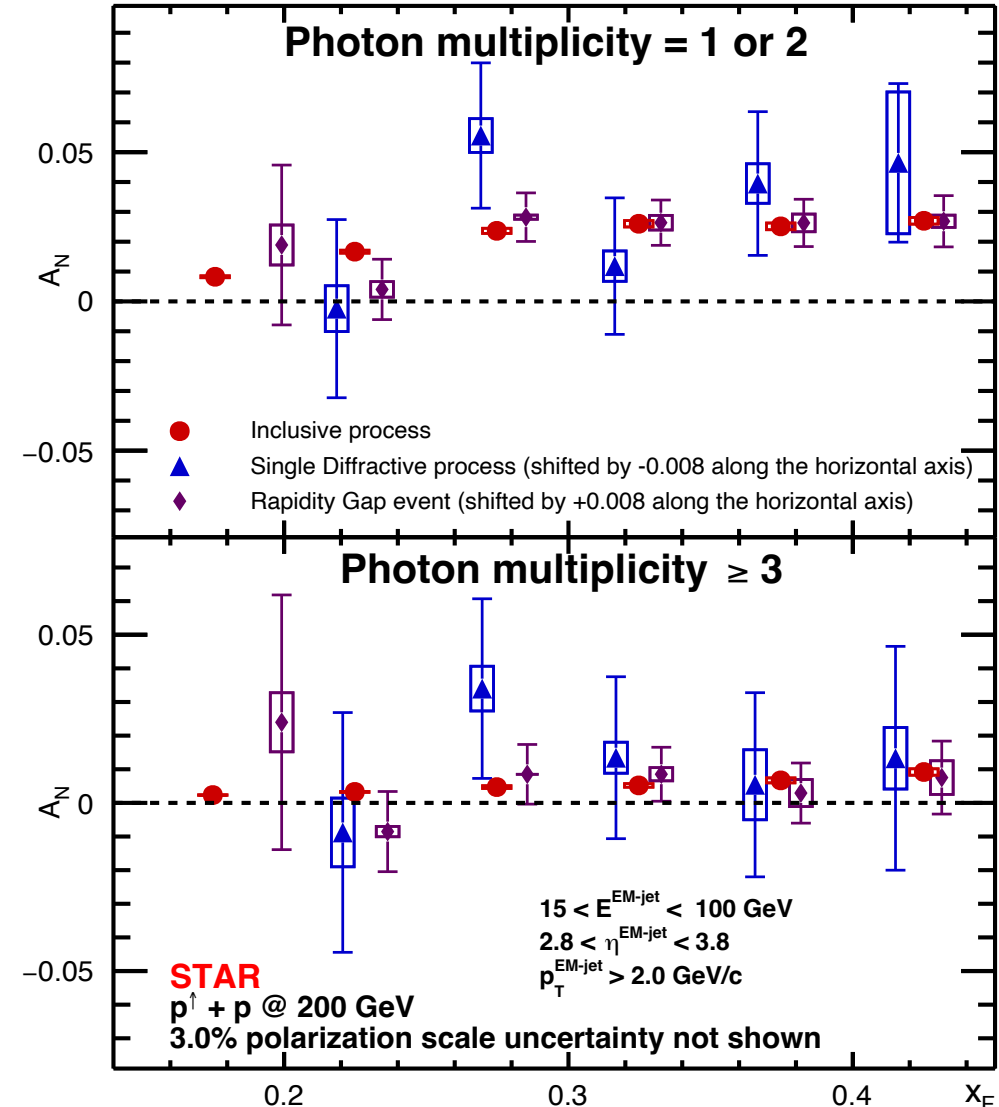 Photon multiplicity = 1 or 2
0.05
0
−0.05
A_N
Inclusive process
Single Diffractive process (shifted by -0.008 along the horizontal axis)
Rapidity Gap event (shifted by +0.008 along the horizontal axis)
Photon multiplicity ≥ 3
0.05
0
−0.05
A_N
15 < E^EM-jet < 100 GeV
2.8 < η^EM-jet < 3.8
p_T^EM-jet > 2.0 GeV/c
STAR
p^↑ + p @ 200 GeV
3.0% polarization scale uncertainty not shown
0.2 0.3 0.4 x_F